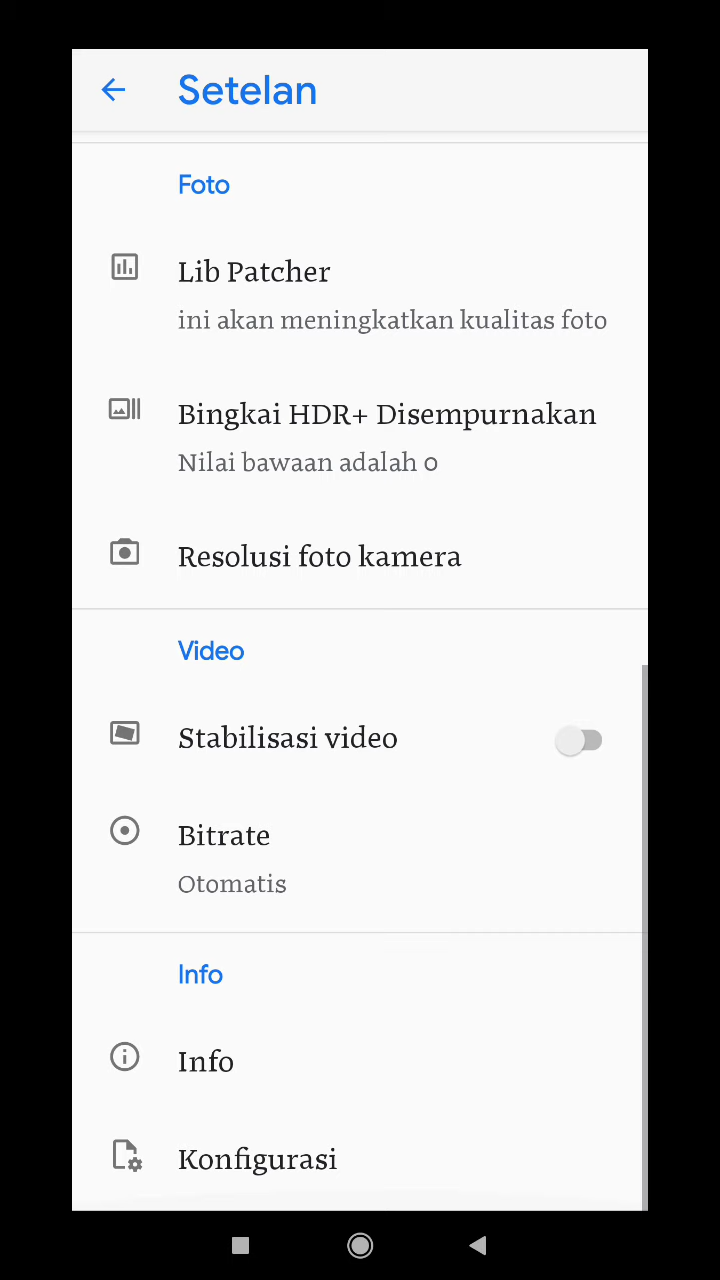 Setelan
Foto
Lib Patcher
ini akan meningkatkan kualitas foto
Bingkai HDR+ Disempurnakan
Nilai bawaan adalah 0
Resolusi foto kamera
Video
Stabilisasi video
Bitrate
Otomatis
Info
Info
Konfigurasi